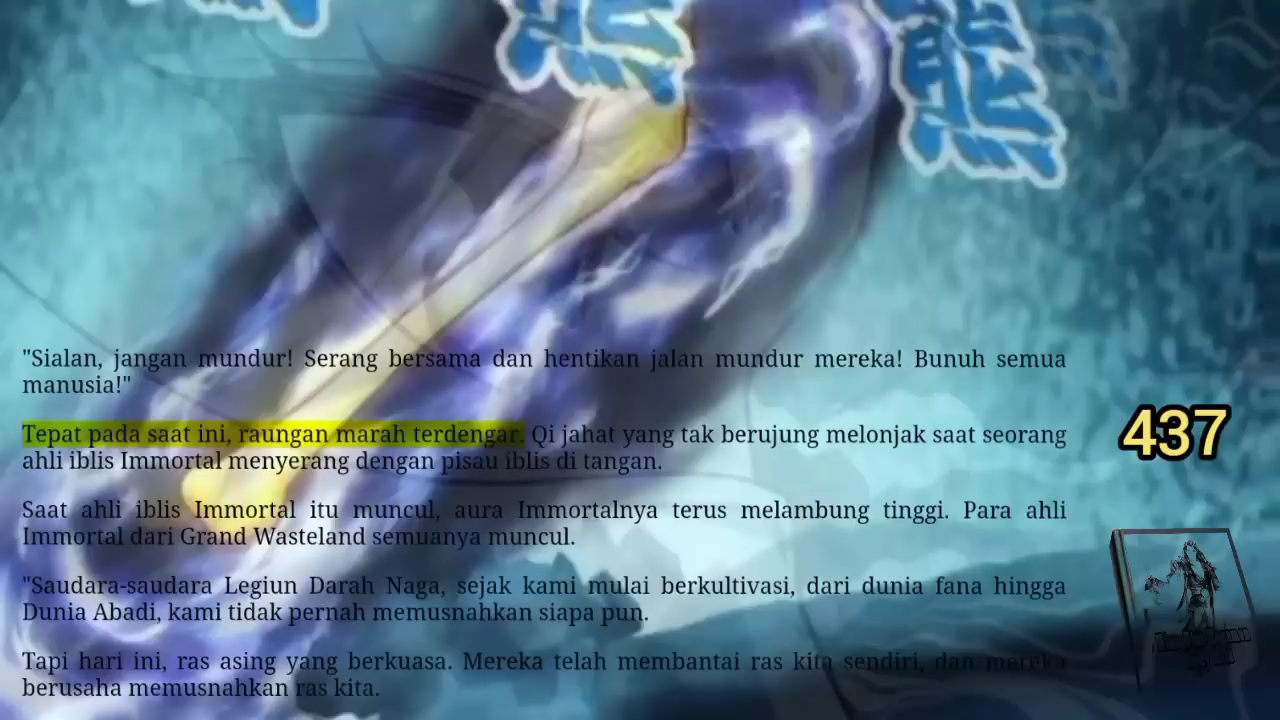 "Sialan, jangan mundur! Serang bersama dan hentikan jalan mundur mereka! Bunuh semua
manusia!"
Tepat pada saat ini, raungan marah terdengar. Qi jahat yang tak berujung melonjak saat seorang
ahli iblis Immortal menyerang dengan pisau iblis di tangan.
Saat ahli iblis Immortal itu muncul, aura Immortalnya terus melambung tinggi. Para ahli
Immortal dari Grand Wasteland semuanya muncul.
"Saudara-saudara Legiun Darah Naga, sejak kami mulai berkultivasi, dari dunia fana hingga
Dunia Abadi, kami tidak pernah memusnahkan siapa pun.
Tapi hari ini, ras asing yang berkuasa. Mereka telah membantai ras kita sendiri, dan mereka
berusaha memusnahkan ras kita.
437